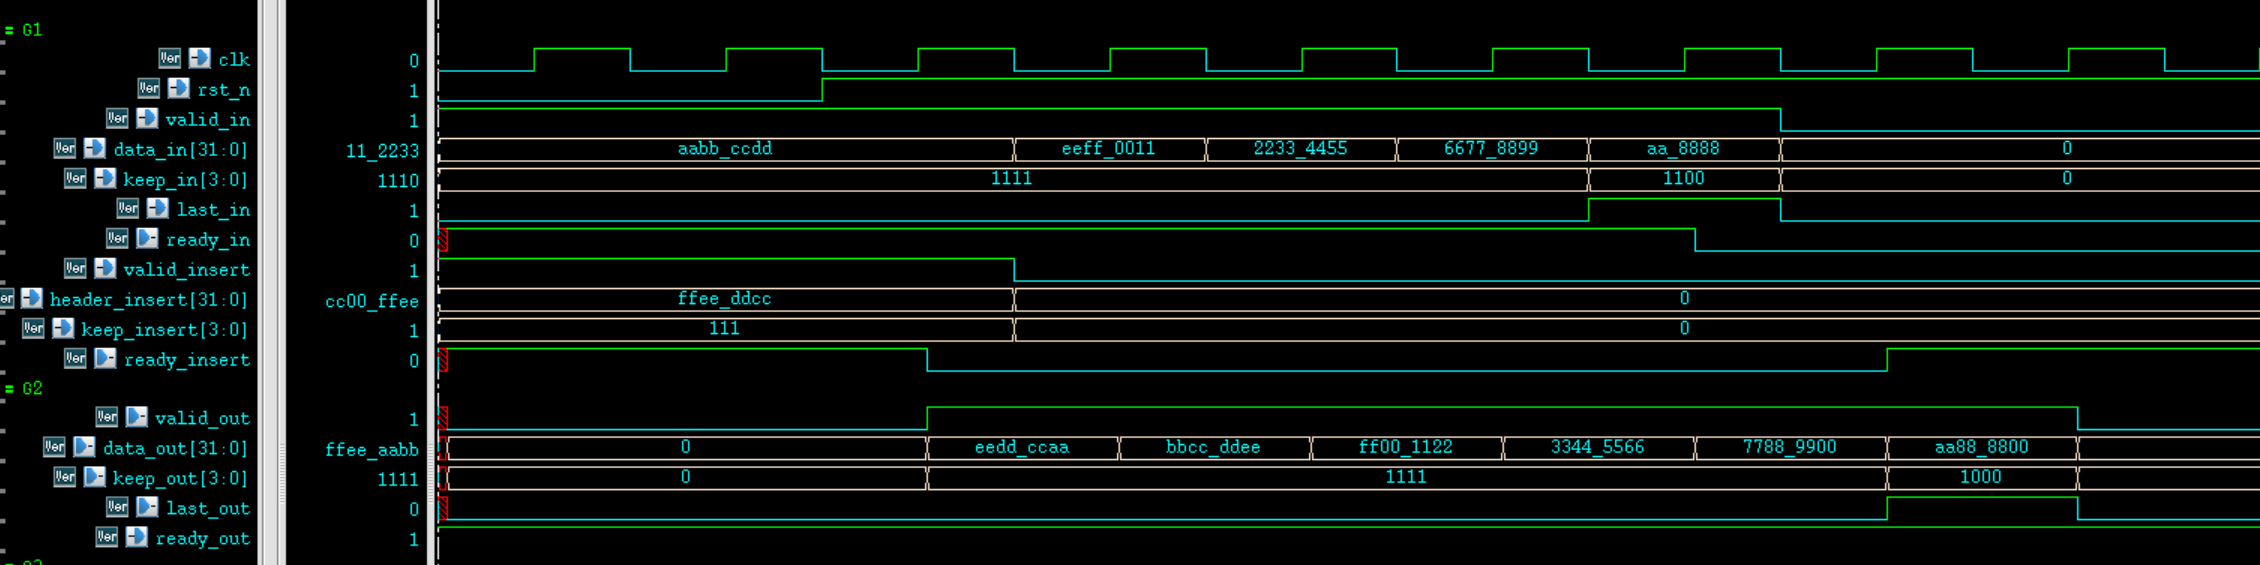 = G1
Ver clk 0
Ver rst_n 1
Ver valid_in 1
Ver data_in[31:0] 11_2233 aabb_ccdd eeff_0011 2233_4455 6677_8899 aa_8888 0
Ver keep_in[3:0] 1110 1111 1100 0
Ver last_in 1
Ver ready_in 0
Ver valid_insert 1
er header_insert[31:0] cc00_ffee ffee_ddcc 0
Ver keep_insert[3:0] 1 111 0
Ver ready_insert 0
= G2
Ver valid_out 1
Ver data_out[31:0] ffee_aabb 0 eedd_ccaa bbcc_ddee ff00_1122 3344_5566 7788_9900 aa88_8800
Ver keep_out[3:0] 1111 0 1111 1000
Ver last_out 0
Ver ready_out 1